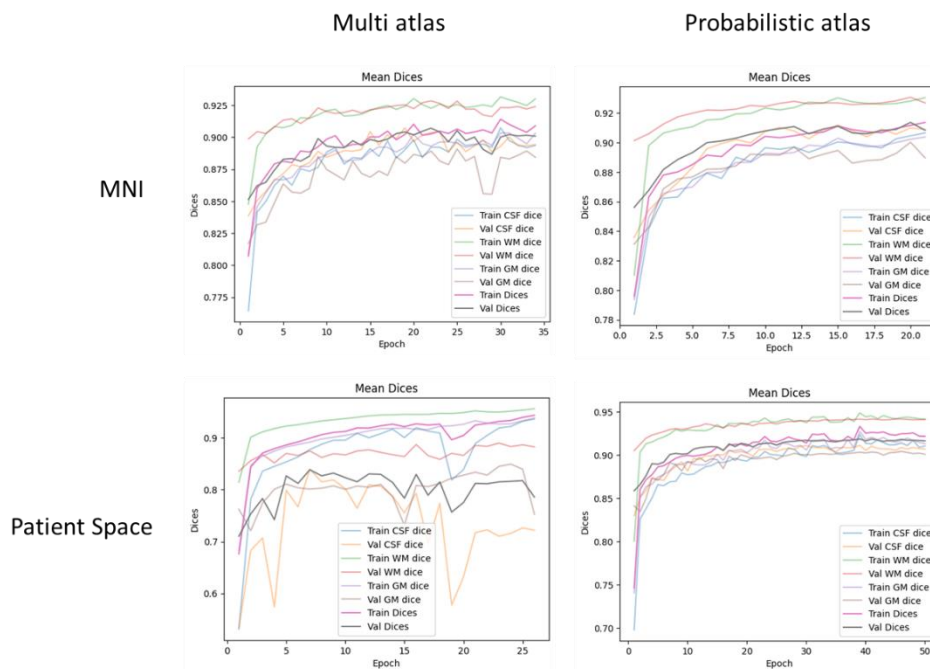 Multi atlas
Probabilistic atlas
MNI
Mean Dices
Dices
0.925
0.900
0.875
0.850
0.825
0.800
0.775
0 5 10 15 20 25 30 35
Epoch
Train CSF dice
Val CSF dice
Train WM dice
Val WM dice
Train GM dice
Val GM dice
Train Dices
Val Dices
Mean Dices
Dices
0.92
0.90
0.88
0.86
0.84
0.82
0.80
0.78
0.0 2.5 5.0 7.5 10.0 12.5 15.0 17.5 20.0
Epoch
Train CSF dice
Val CSF dice
Train WM dice
Val WM dice
Train GM dice
Val GM dice
Train Dices
Val Dices
Patient Space
Mean Dices
Dices
0.9
0.8
0.7
0.6
0 5 10 15 20 25
Epoch
Train CSF dice
Val CSF dice
Train WM dice
Val WM dice
Train GM dice
Val GM dice
Train Dices
Val Dices
Mean Dices
Dices
0.95
0.90
0.85
0.80
0.75
0.70
0 10 20 30 40 50
Epoch
Train CSF dice
Val CSF dice
Train WM dice
Val WM dice
Train GM dice
Val GM dice
Train Dices
Val Dices